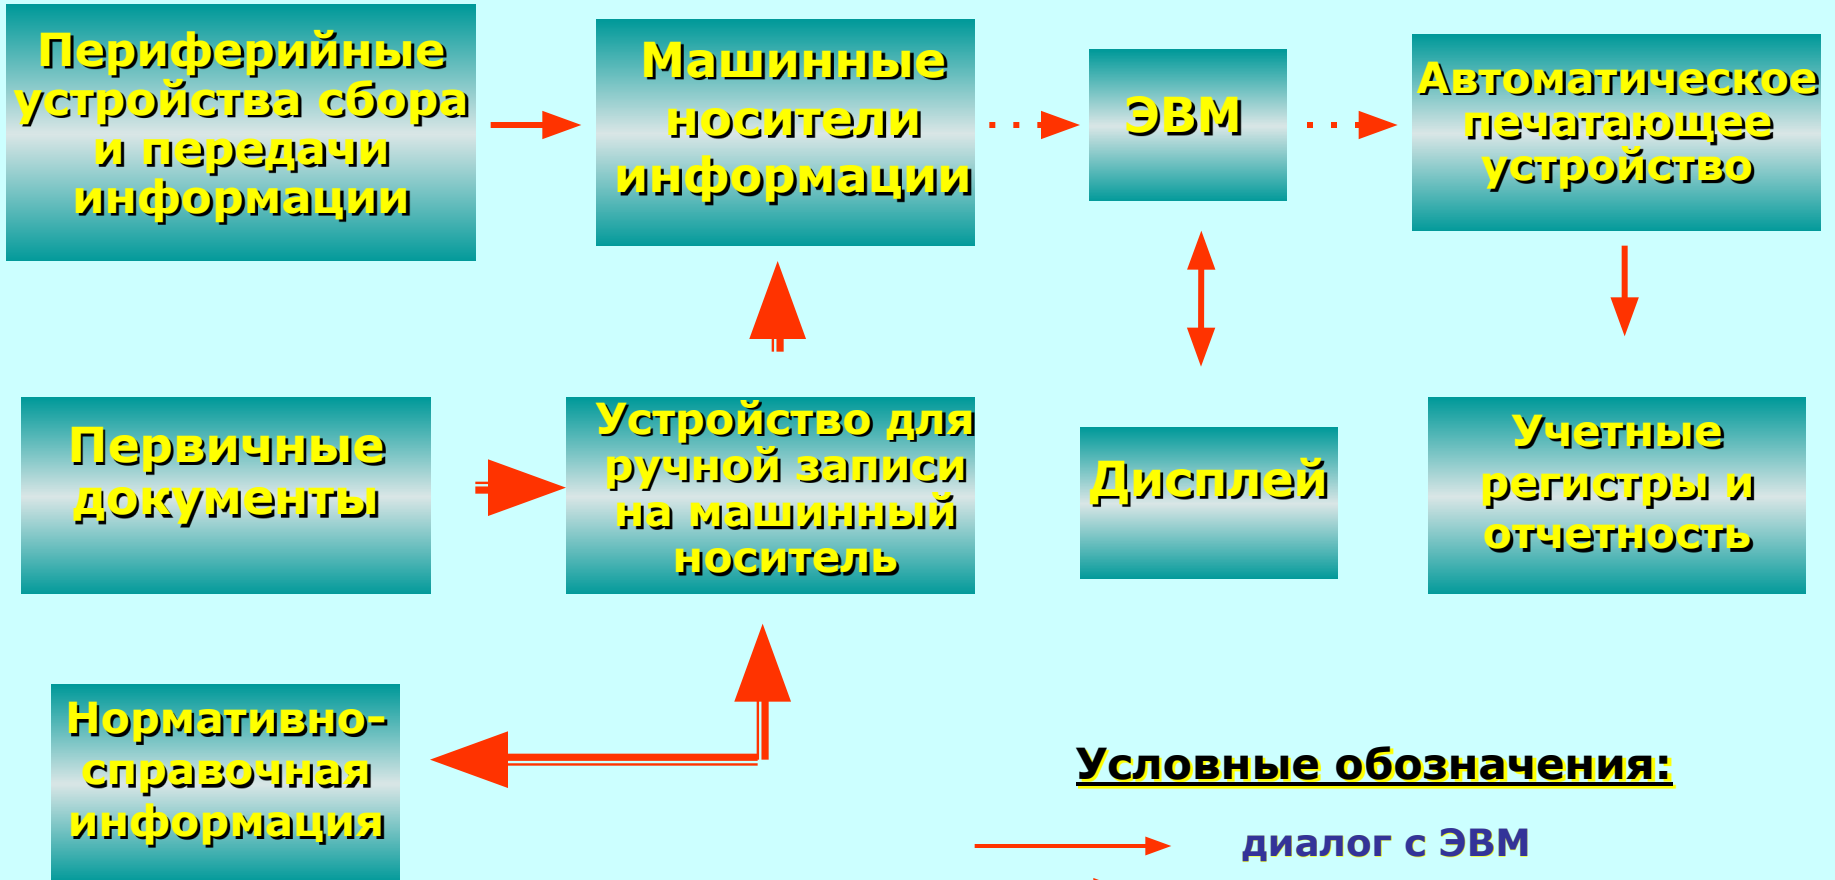 Периферийные
устройства сбора
и передачи
информации
Машинные
носители
информации
ЭВМ
Автоматическое
печатающее
устройство
Первичные
документы
Устройство для
ручной записи
на машинный
носитель
Дисплей
Учетные
регистры и
отчетность
Нормативно-
справочная
информация
Условные обозначения:
диалог с ЭВМ